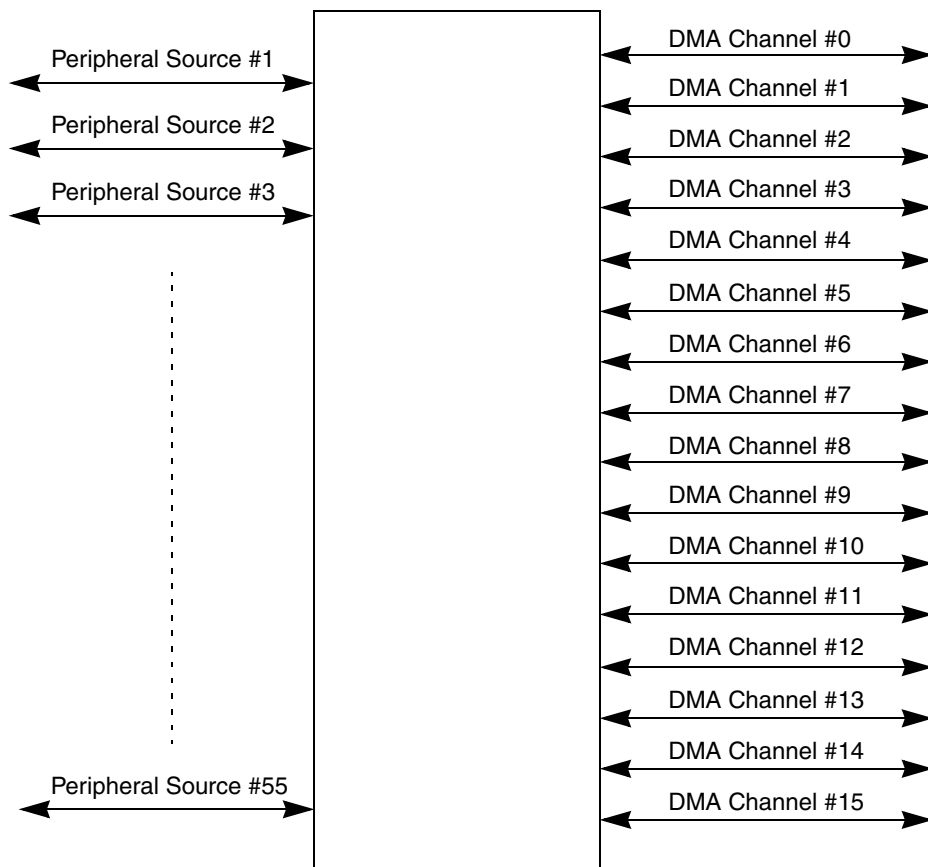 Peripheral Source #1
Peripheral Source #2
Peripheral Source #3
Peripheral Source #55
DMA Channel #0
DMA Channel #1
DMA Channel #2
DMA Channel #3
DMA Channel #4
DMA Channel #5
DMA Channel #6
DMA Channel #7
DMA Channel #8
DMA Channel #9
DMA Channel #10
DMA Channel #11
DMA Channel #12
DMA Channel #13
DMA Channel #14
DMA Channel #15